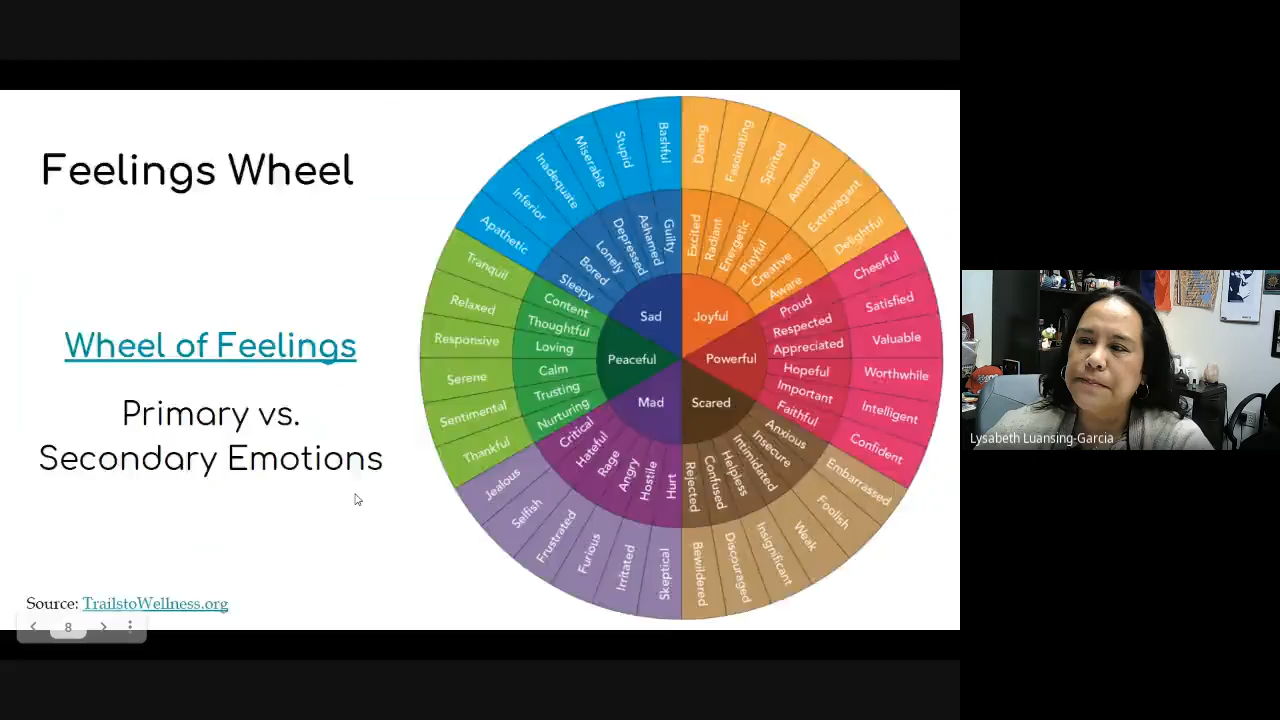 Feelings Wheel
Wheel of Feelings
Primary vs.
Secondary Emotions
Source: TrailstoWellness.org
8
Sad
Joyful
Powerful
Scared
Mad
Peaceful
Guilty
Ashamed
Depressed
Lonely
Bored
Sleepy
Bashful
Stupid
Miserable
Inadequate
Inferior
Apathetic
Excited
Radiant
Energetic
Playful
Creative
Aware
Daring
Fascinating
Spirited
Amused
Extravagant
Delightful
Proud
Respected
Appreciated
Hopeful
Important
Faithful
Cheerful
Satisfied
Valuable
Worthwhile
Intelligent
Confident
Anxious
Insecure
Intimidated
Helpless
Confused
Rejected
Embarrassed
Foolish
Weak
Insignificant
Discouraged
Bewildered
Hurt
Hostile
Angry
Rage
Hateful
Critical
Skeptical
Irritated
Furious
Frustrated
Selfish
Jealous
Nurturing
Trusting
Calm
Loving
Thoughtful
Content
Thankful
Sentimental
Serene
Responsive
Relaxed
Tranquil
Lysabeth Luansing-Garcia